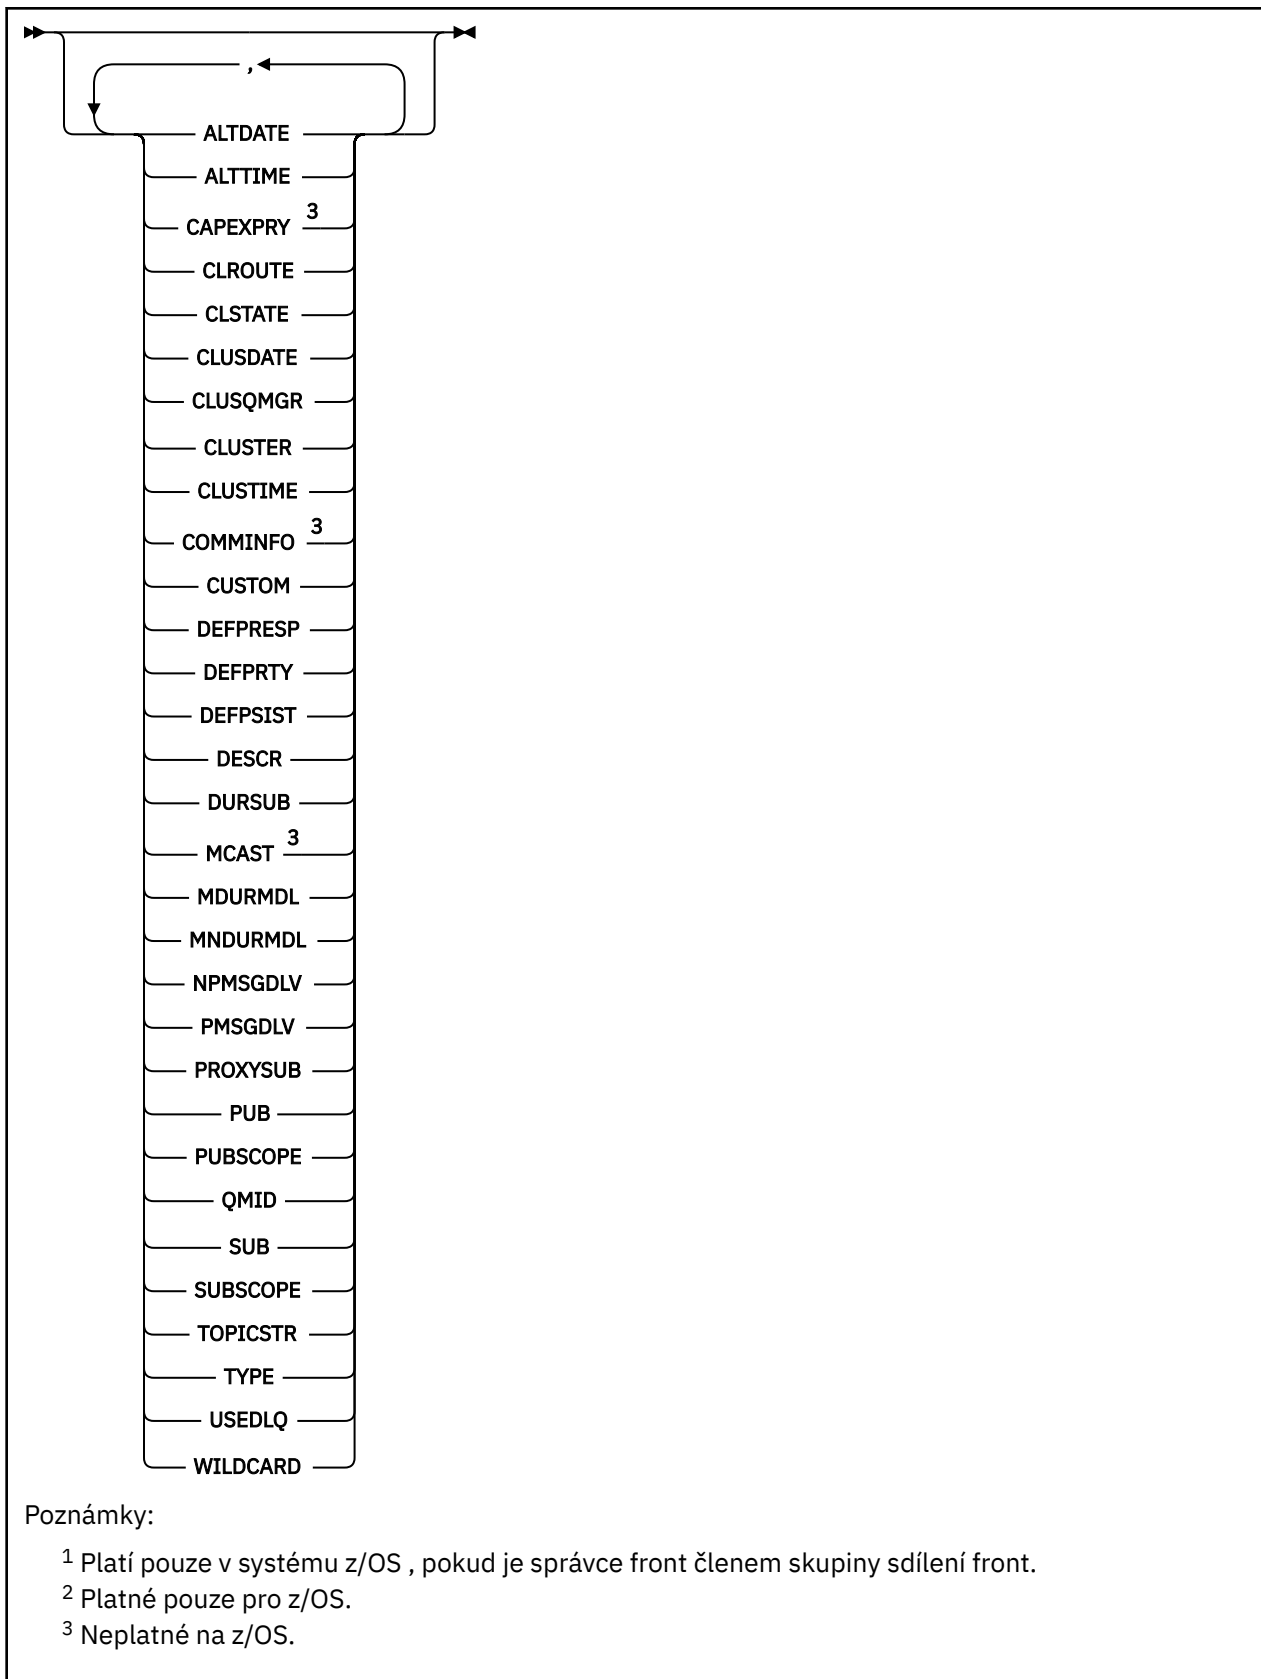 ,
ALTDATE
ALTTIME
CAPEXPRY 3
CLROUTE
CLSTATE
CLUSDATE
CLUSQMGR
CLUSTER
CLUSTIME
COMMINFO 3
CUSTOM
DEFPRESP
DEFPRTY
DEFPSIST
DESCR
DURSUB
MCAST 3
MDURMDL
MNDURMDL
NPMSGDLV
PMSGDLV
PROXYSUB
PUB
PUBSCOPE
QMID
SUB
SUBSCOPE
TOPICSTR
TYPE
USEDLQ
WILDCARD
Poznámky:
1 Platí pouze v systému z/OS , pokud je správce front členem skupiny sdílení front.
2 Platné pouze pro z/OS.
3 Neplatné na z/OS.